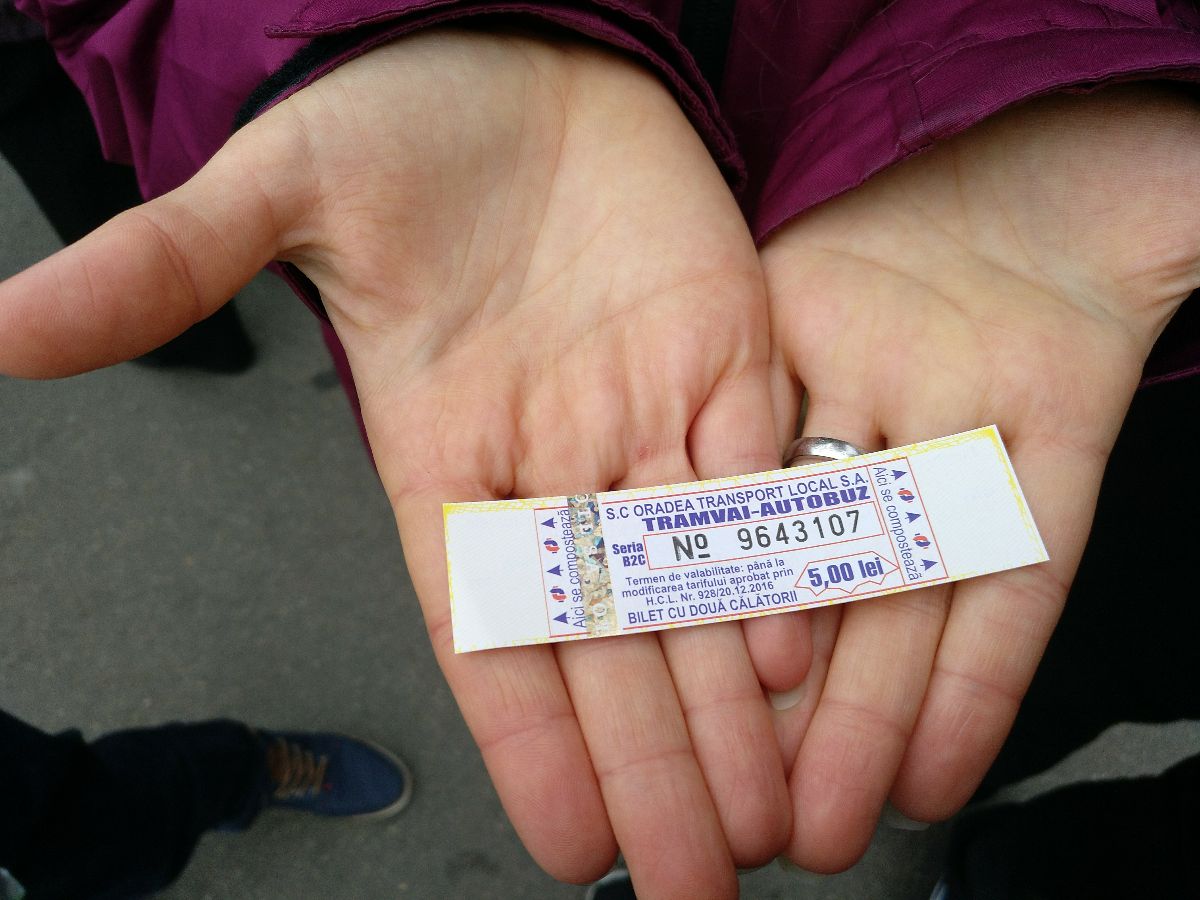 S.C ORADEA TRANSPORT LOCAL S.A.
TRAMVAI-AUTOBUZ
Seria
B2C
Nº 9643107
Termen de valabilitate: până la
modificarea tarifului aprobat prin
H.C.L. Nr. 928/20.12.2016
5,00 lei
BILET CU DOUĂ CĂLĂTORII
Aici se compostează
Aici se compostează